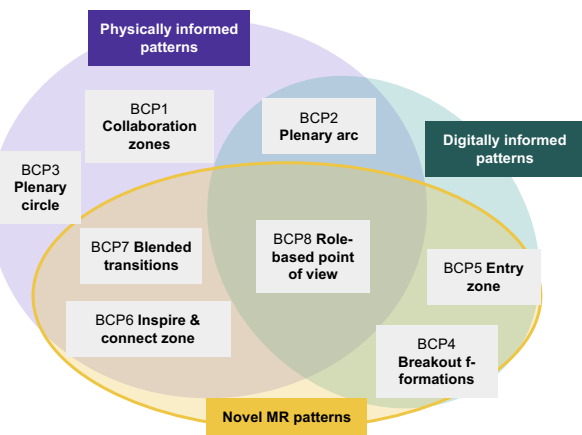 Physically informed
patterns
BCP1
Collaboration
zones
BCP2
Plenary arc
Digitally informed
patterns
BCP3
Plenary
circle
BCP7 Blended
transitions
BCP8 Role-
based point
of view
BCP5 Entry
zone
BCP6 Inspire &
connect zone
BCP4
Breakout f-
formations
Novel MR patterns